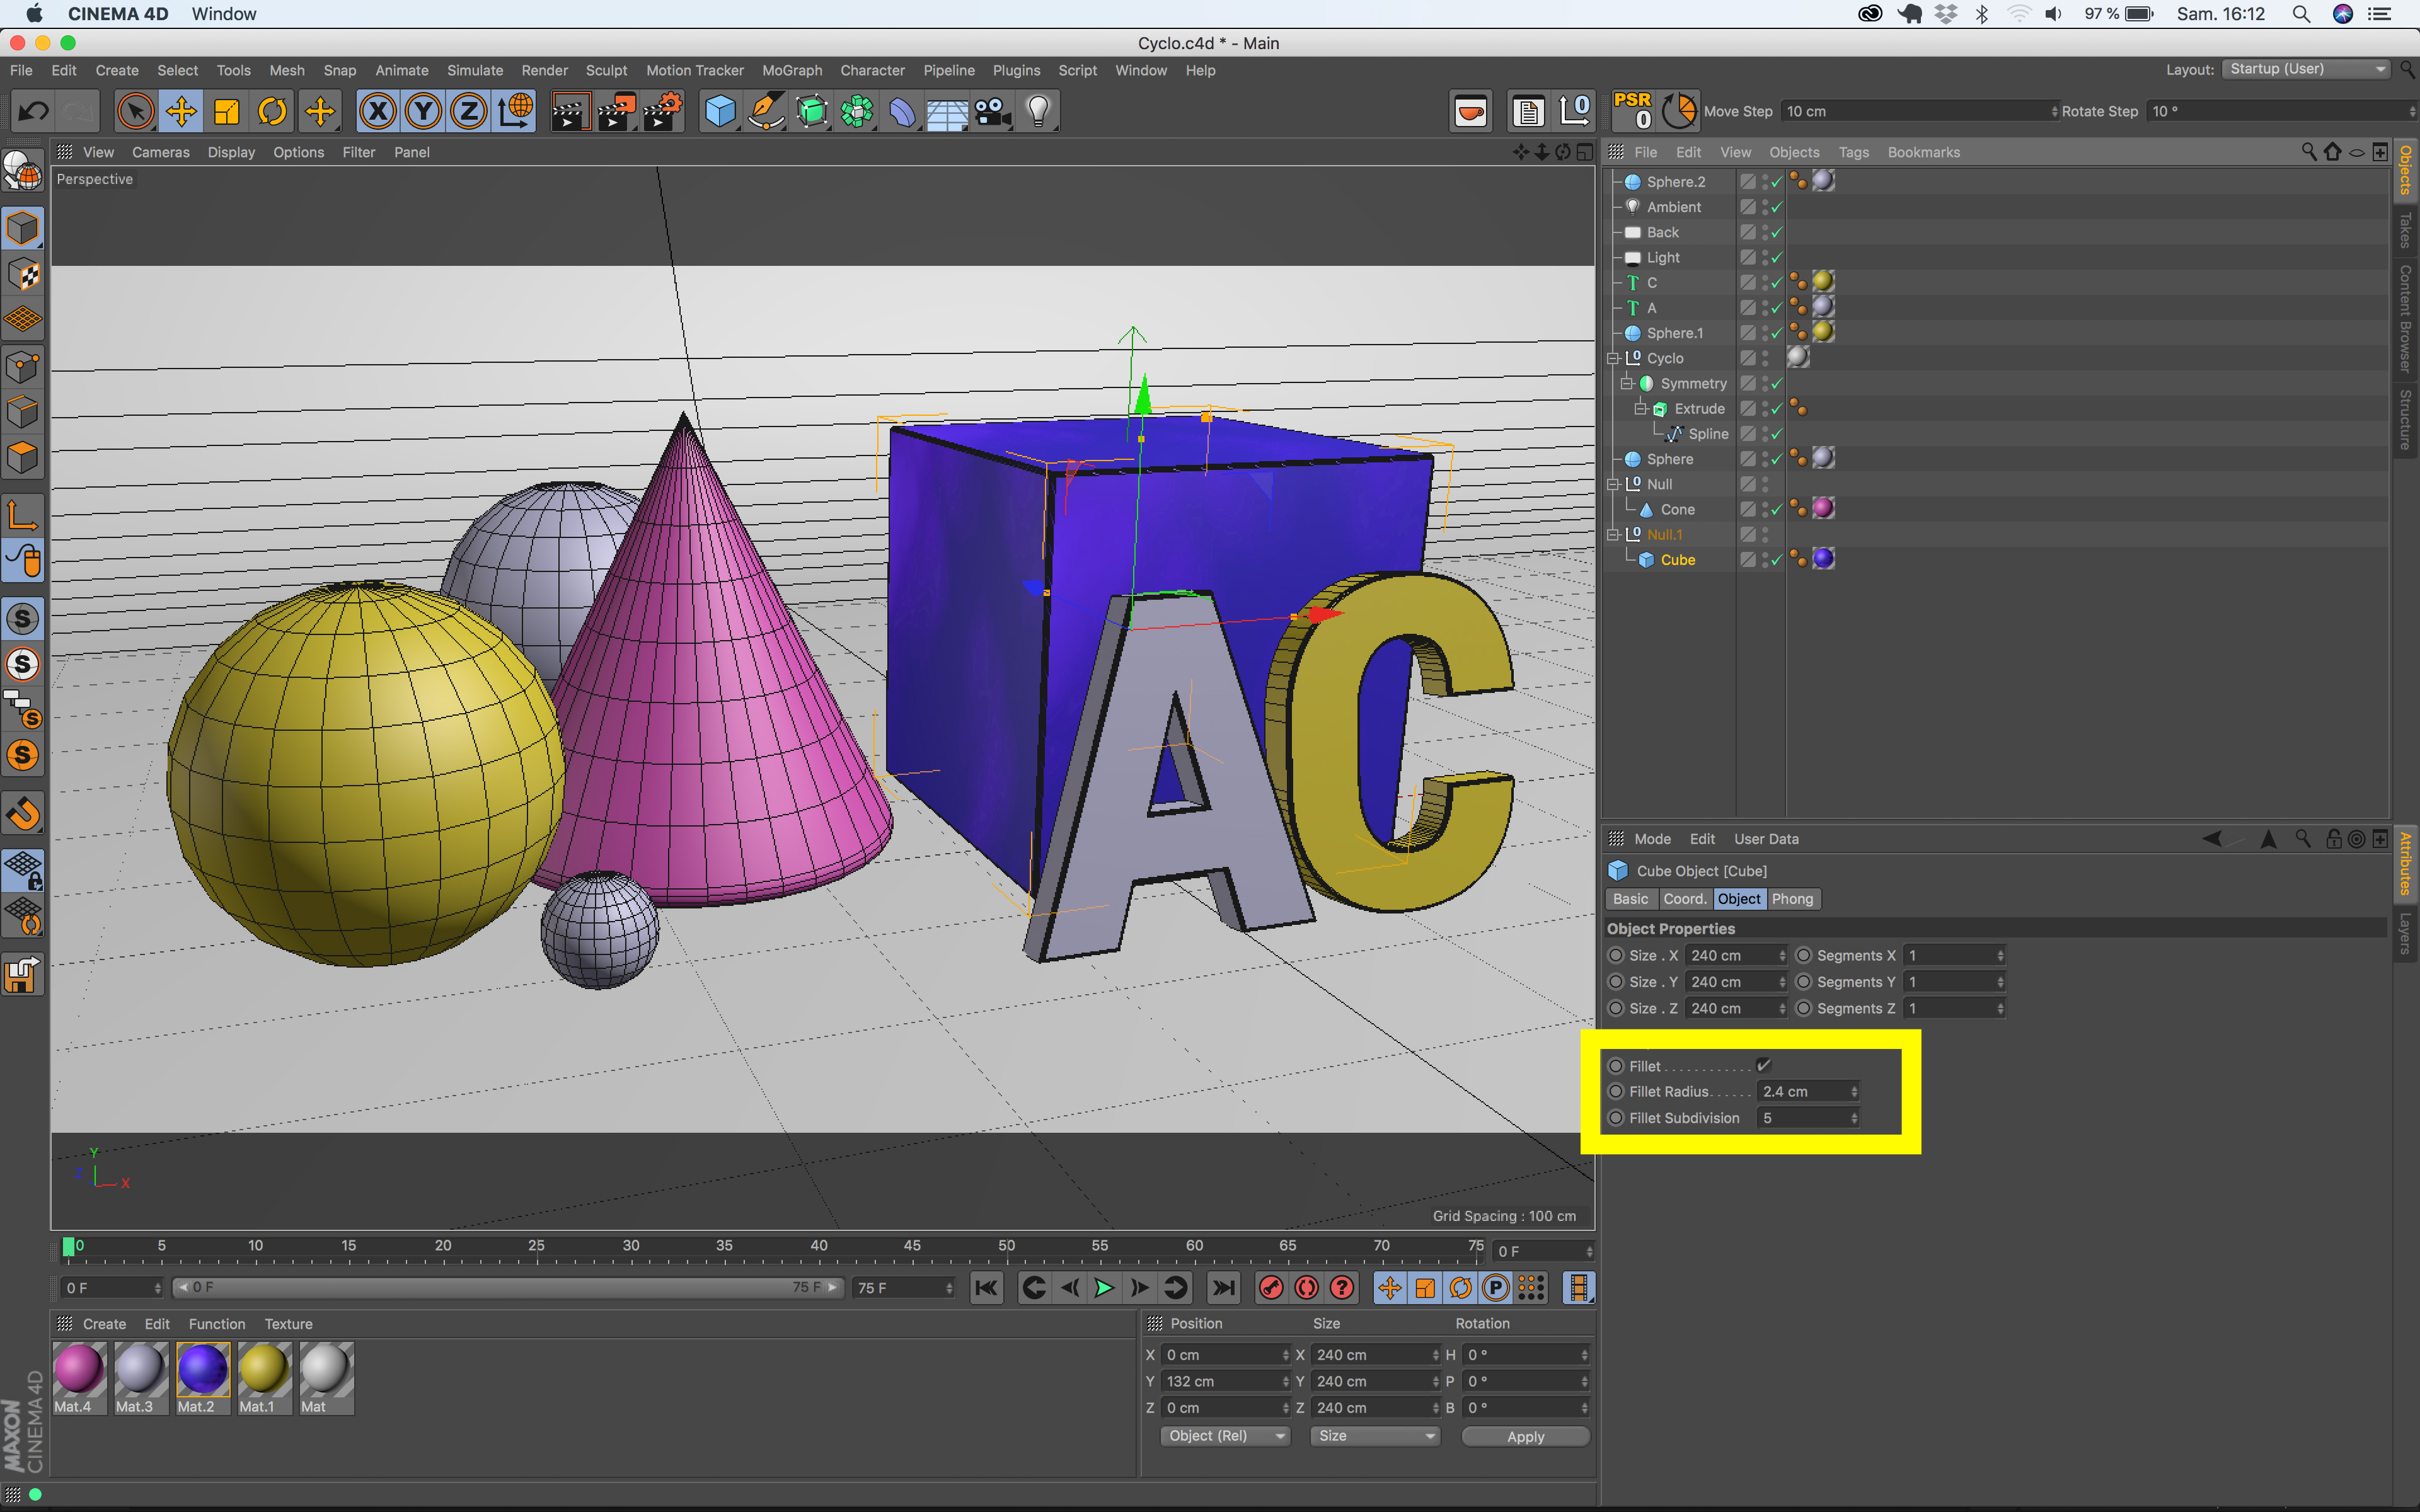 CINEMA 4D Window 97 % Sam. 16:12
Cyclo.c4d * - Main
File Edit Create Select Tools Mesh Snap Animate Simulate Render Sculpt Motion Tracker MoGraph Character Pipeline Plugins Script Window Help Layout: Startup (User)
X Y Z PSR 0 0 Move Step 10 cm Rotate Step 10 °
View Cameras Display Options Filter Panel
Perspective
A C
Y
Z X
Grid Spacing : 100 cm
File Edit View Objects Tags Bookmarks
Sphere.2
Ambient
Back
Light
C
A
Sphere.1
Cyclo
Symmetry
Extrude
Spline
Sphere
Null
Cone
Null.1
Cube
Objects
Takes
Content Browser
Structure
Mode Edit User Data
Cube Object [Cube]
Basic Coord. Object Phong
Object Properties
Size . X 240 cm Segments X 1
Size . Y 240 cm Segments Y 1
Size . Z 240 cm Segments Z 1
Fillet . . . . . . . . . . . .
Fillet Radius . . . . . . 2.4 cm
Fillet Subdivision 5
Attributes
Layers
0 5 10 15 20 25 30 35 40 45 50 55 60 65 70 75 0 F
0 F 0 F 75 F 75 F P
Create Edit Function Texture
Mat.4 Mat.3 Mat.2 Mat.1 Mat
Position Size Rotation
X 0 cm X 240 cm H 0 °
Y 132 cm Y 240 cm P 0 °
Z 0 cm Z 240 cm B 0 °
Object (Rel) Size Apply
MAXON
CINEMA4D